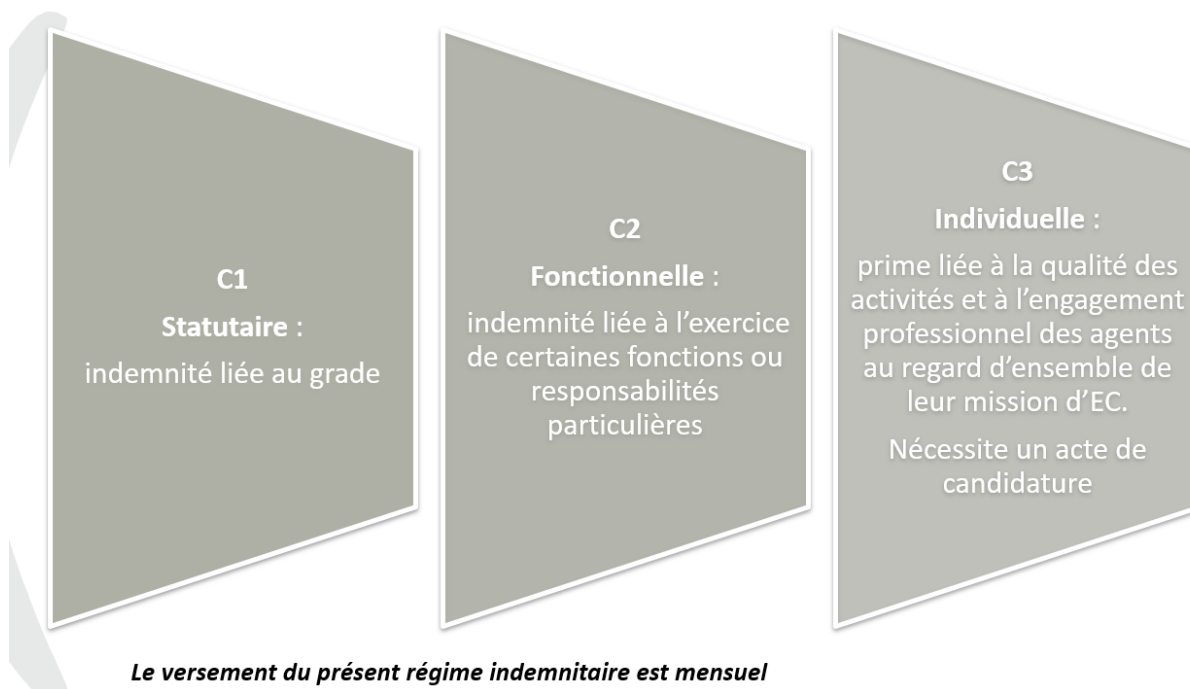 C1
Statutaire :
indemnité liée au grade
C2
Fonctionnelle :
indemnité liée à l’exercice
de certaines fonctions ou
responsabilités
particulières
C3
Individuelle :
prime liée à la qualité des
activités et à l’engagement
professionnel des agents
au regard d’ensemble de
leur mission d’EC.
Nécessite un acte de
candidature
Le versement du présent régime indemnitaire est mensuel